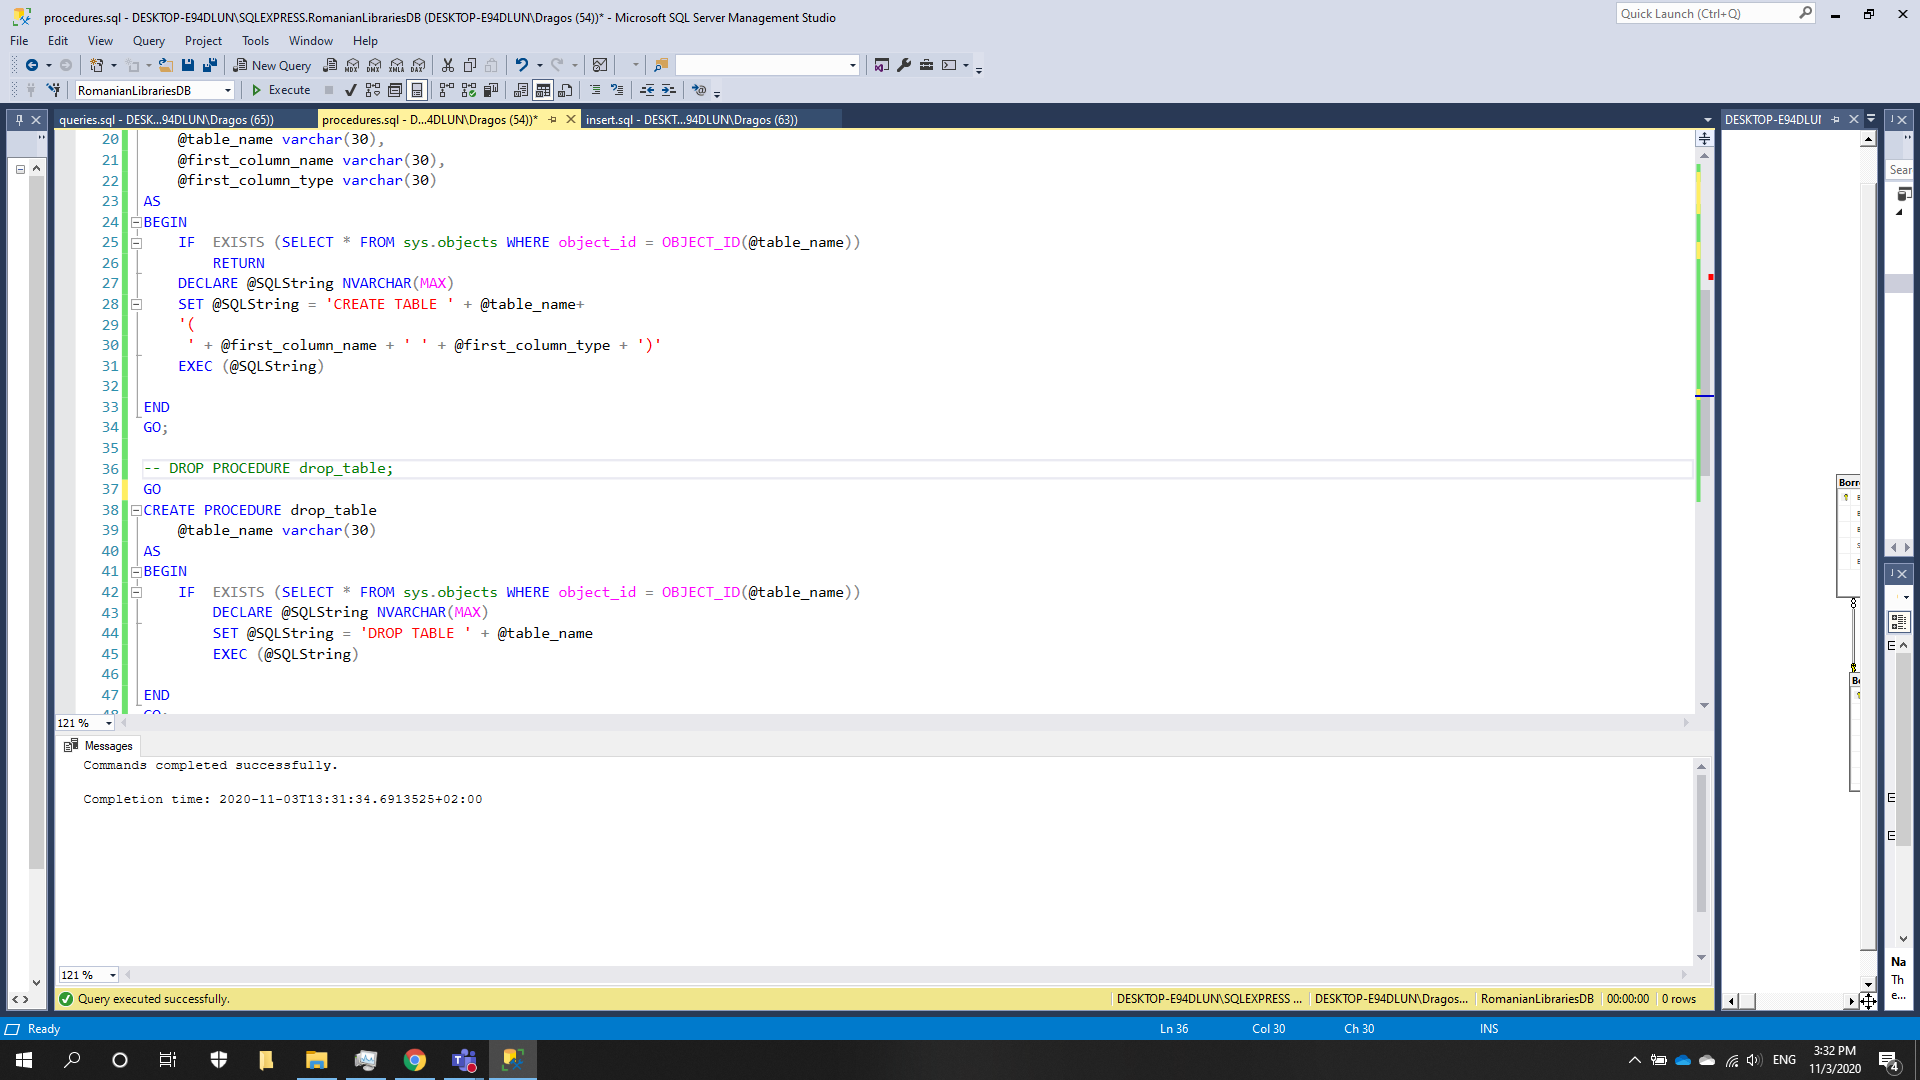 procedures.sql - DESKTOP-E94DLUN\SQLEXPRESS.RomanianLibrariesDB (DESKTOP-E94DLUN\Dragos (54))* - Microsoft SQL Server Management Studio
Quick Launch (Ctrl+Q)
File Edit View Query Project Tools Window Help
New Query
RomanianLibrariesDB Execute
queries.sql - DESK...94DLUN\Dragos (65)) procedures.sql - D...4DLUN\Dragos (54))* insert.sql - DESKT...94DLUN\Dragos (63))
20 @table_name varchar(30),
21 @first_column_name varchar(30),
22 @first_column_type varchar(30)
23 AS
24 BEGIN
25 IF  EXISTS (SELECT * FROM sys.objects WHERE object_id = OBJECT_ID(@table_name))
26 RETURN
27 DECLARE @SQLString NVARCHAR(MAX)
28 SET @SQLString = 'CREATE TABLE ' + @table_name+
29 '(
30 ' + @first_column_name + ' ' + @first_column_type + ')'
31 EXEC (@SQLString)
32
33 END
34 GO;
35
36 -- DROP PROCEDURE drop_table;
37 GO
38 CREATE PROCEDURE drop_table
39 @table_name varchar(30)
40 AS
41 BEGIN
42 IF  EXISTS (SELECT * FROM sys.objects WHERE object_id = OBJECT_ID(@table_name))
43 DECLARE @SQLString NVARCHAR(MAX)
44 SET @SQLString = 'DROP TABLE ' + @table_name
45 EXEC (@SQLString)
46
47 END
48 GO;
121 %
Messages
Commands completed successfully.
Completion time: 2020-11-03T13:31:34.6913525+02:00
121 %
Query executed successfully. DESKTOP-E94DLUN\SQLEXPRESS ... DESKTOP-E94DLUN\Dragos... RomanianLibrariesDB 00:00:00 0 rows
DESKTOP-E94DLU
Sear
Borr
Bo
Na
Th
e...
Ready Ln 36 Col 30 Ch 30 INS
ENG 3:32 PM
11/3/2020
4